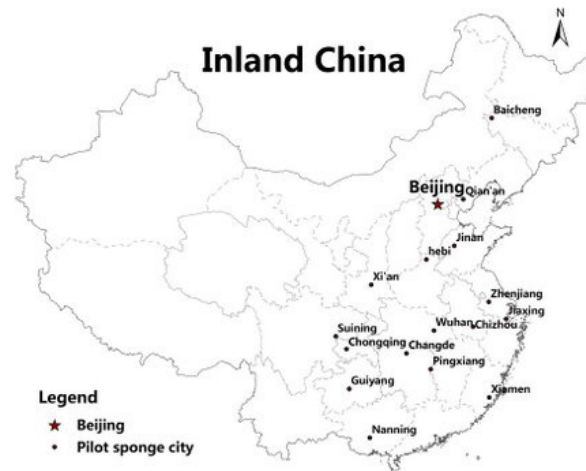 N
Inland China
Baicheng
Beijing
Qian'an
Jinan
hebi
Xi'an
Zhenjiang
Jiaxing
Wuhan
Chizhou
Suining
Chongqing
Changde
Pingxiang
Guiyang
Xiamen
Nanning
Legend
Beijing
Pilot sponge city